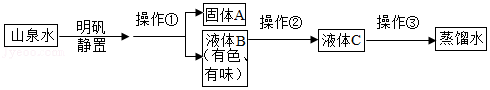 山泉水
明矾
静置
操作①
固体A
液体B
(有色、
有味)
操作②
液体C
操作③
蒸馏水